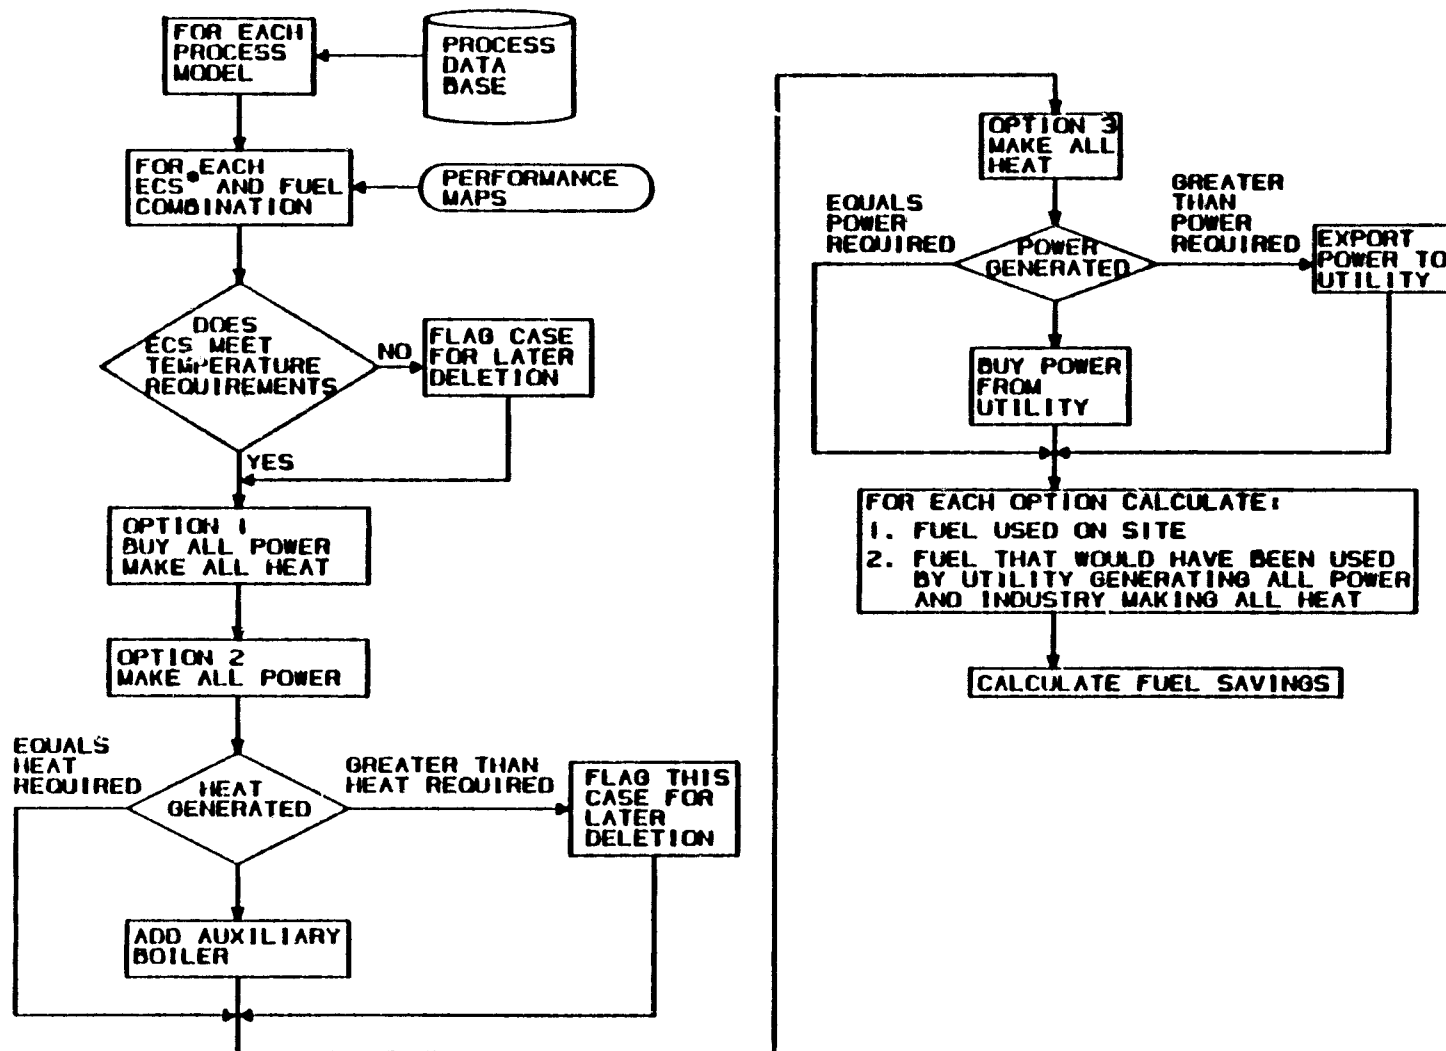 FOR EACH
PROCESS
MODEL
PROCESS
DATA
BASE
FOR EACH
ECS* AND FUEL
COMBINATION
PERFORMANCE
MAPS
DOES
ECS MEET
TEMPERATURE
REQUIREMENTS
NO
FLAG CASE
FOR LATER
DELETION
YES
OPTION 1
BUY ALL POWER
MAKE ALL HEAT
OPTION 2
MAKE ALL POWER
EQUALS
HEAT
REQUIRED
HEAT
GENERATED
GREATER THAN
HEAT REQUIRED
FLAG THIS
CASE FOR
LATER
DELETION
ADD AUXILIARY
BOILER
OPTION 3
MAKE ALL
HEAT
EQUALS
POWER
REQUIRED
POWER
GENERATED
GREATER
THAN
POWER
REQUIRED
EXPORT
POWER TO
UTILITY
BUY POWER
FROM
UTILITY
FOR EACH OPTION CALCULATE:
1. FUEL USED ON SITE
2. FUEL THAT WOULD HAVE BEEN USED
BY UTILITY GENERATING ALL POWER
AND INDUSTRY MAKING ALL HEAT
CALCULATE FUEL SAVINGS